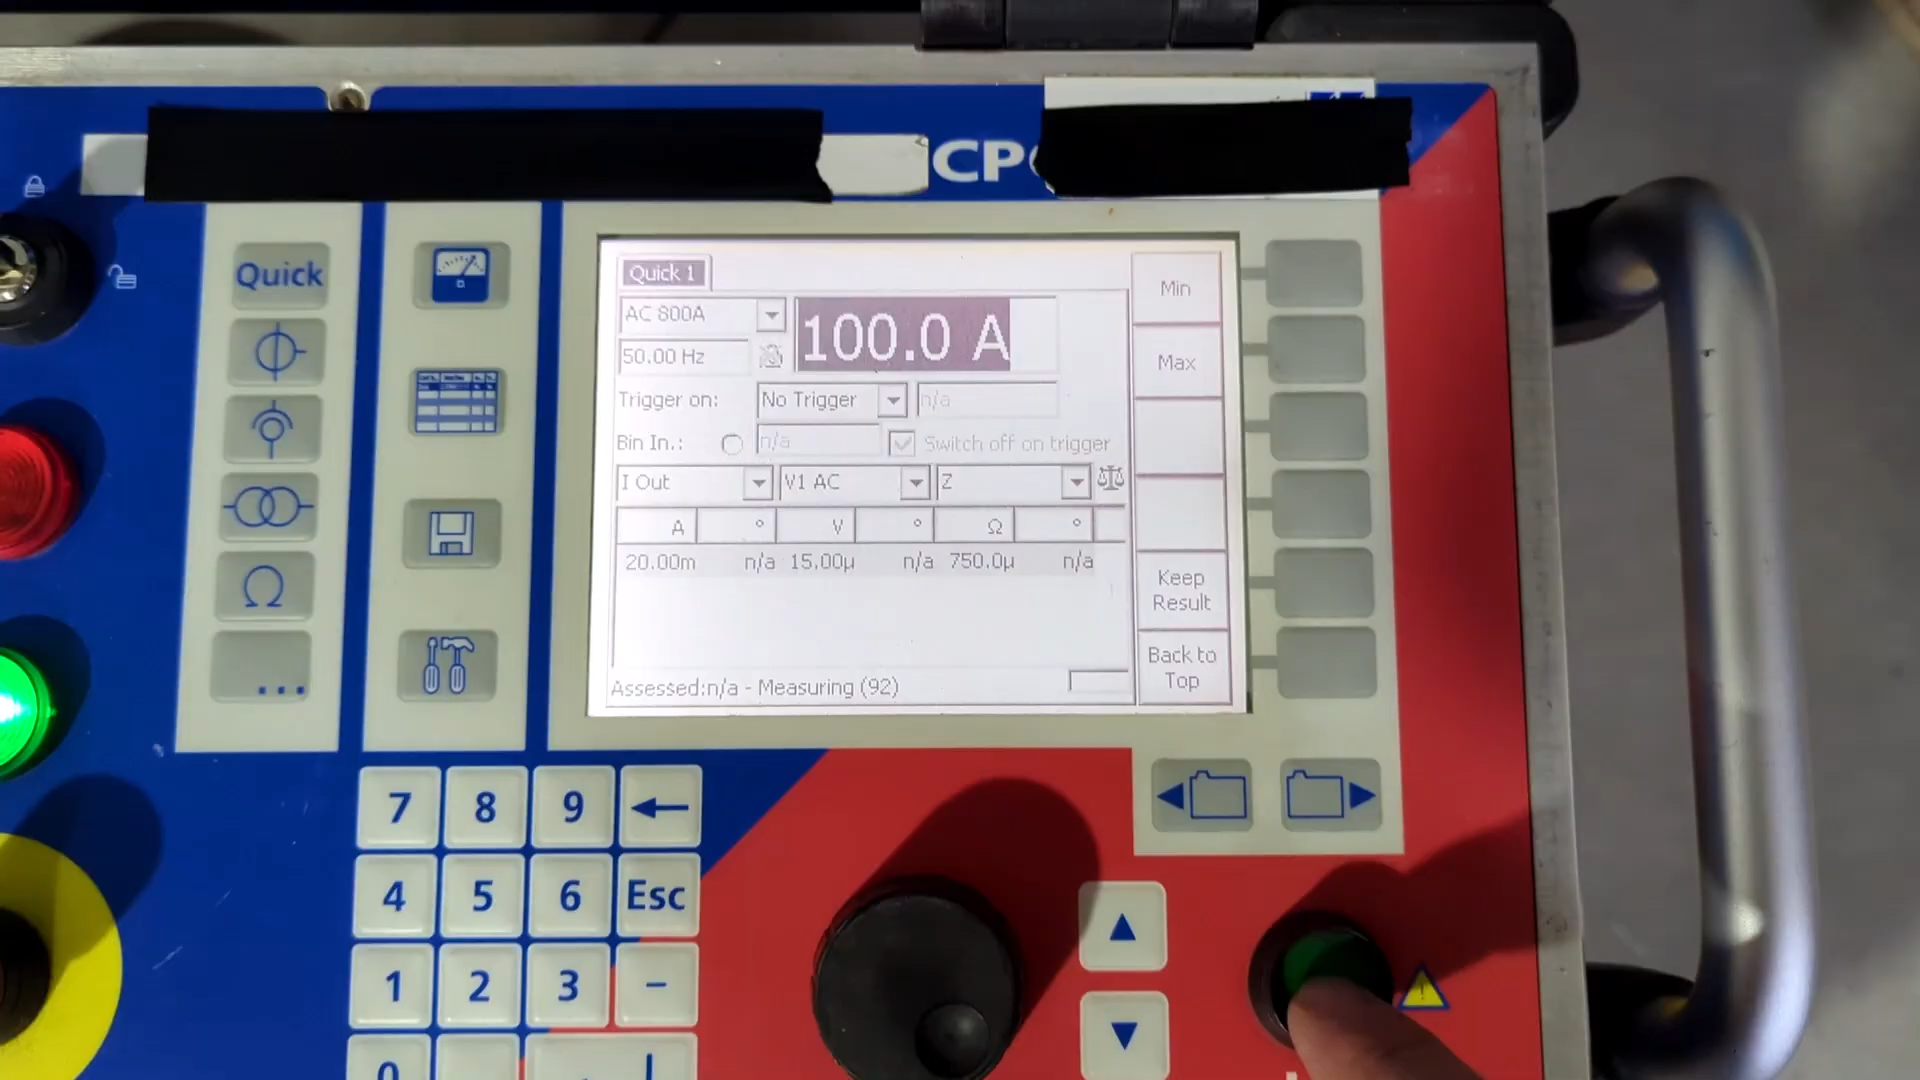 CP
Quick
Quick 1
AC 800A
100.0 A
50.00 Hz
Trigger on: No Trigger n/a
Bin In.: n/a Switch off on trigger
I Out V1 AC Z
A ° V ° Ω °
20.00m n/a 15.00µ n/a 750.0µ n/a
Assessed:n/a - Measuring (92)
Min
Max
Keep
Result
Back to
Top
Ω
...
7 8 9
4 5 6 Esc
1 2 3 -
0